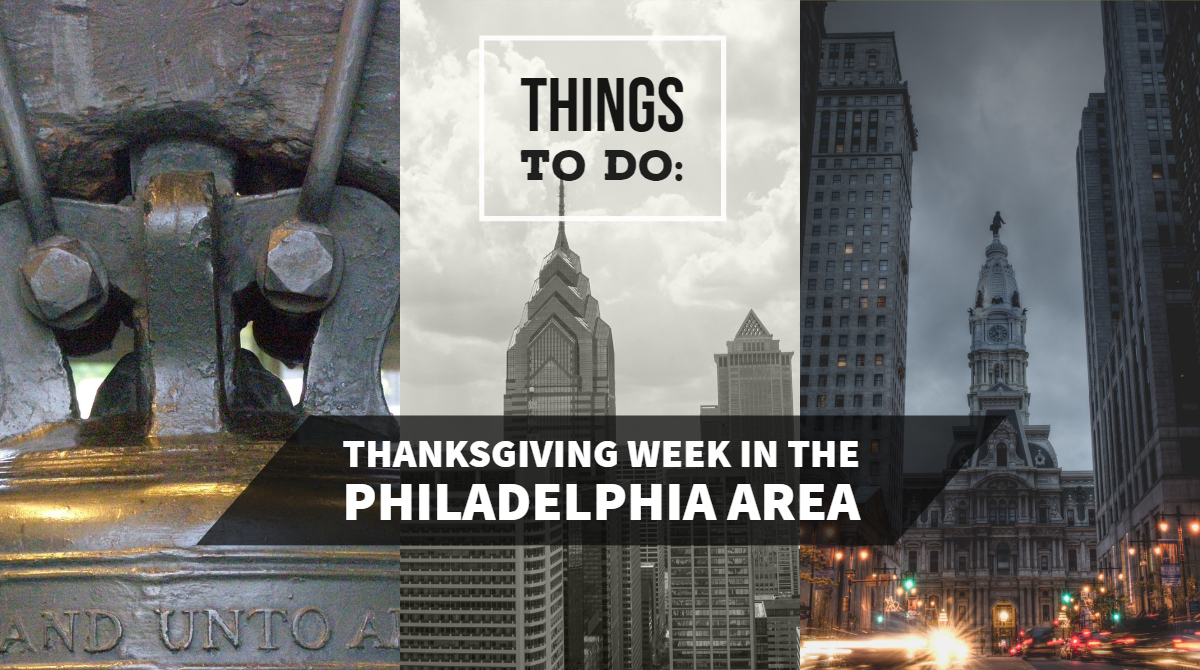 THINGS
TO DO:
THANKSGIVING WEEK IN THE
PHILADELPHIA AREA
AND UNTO A